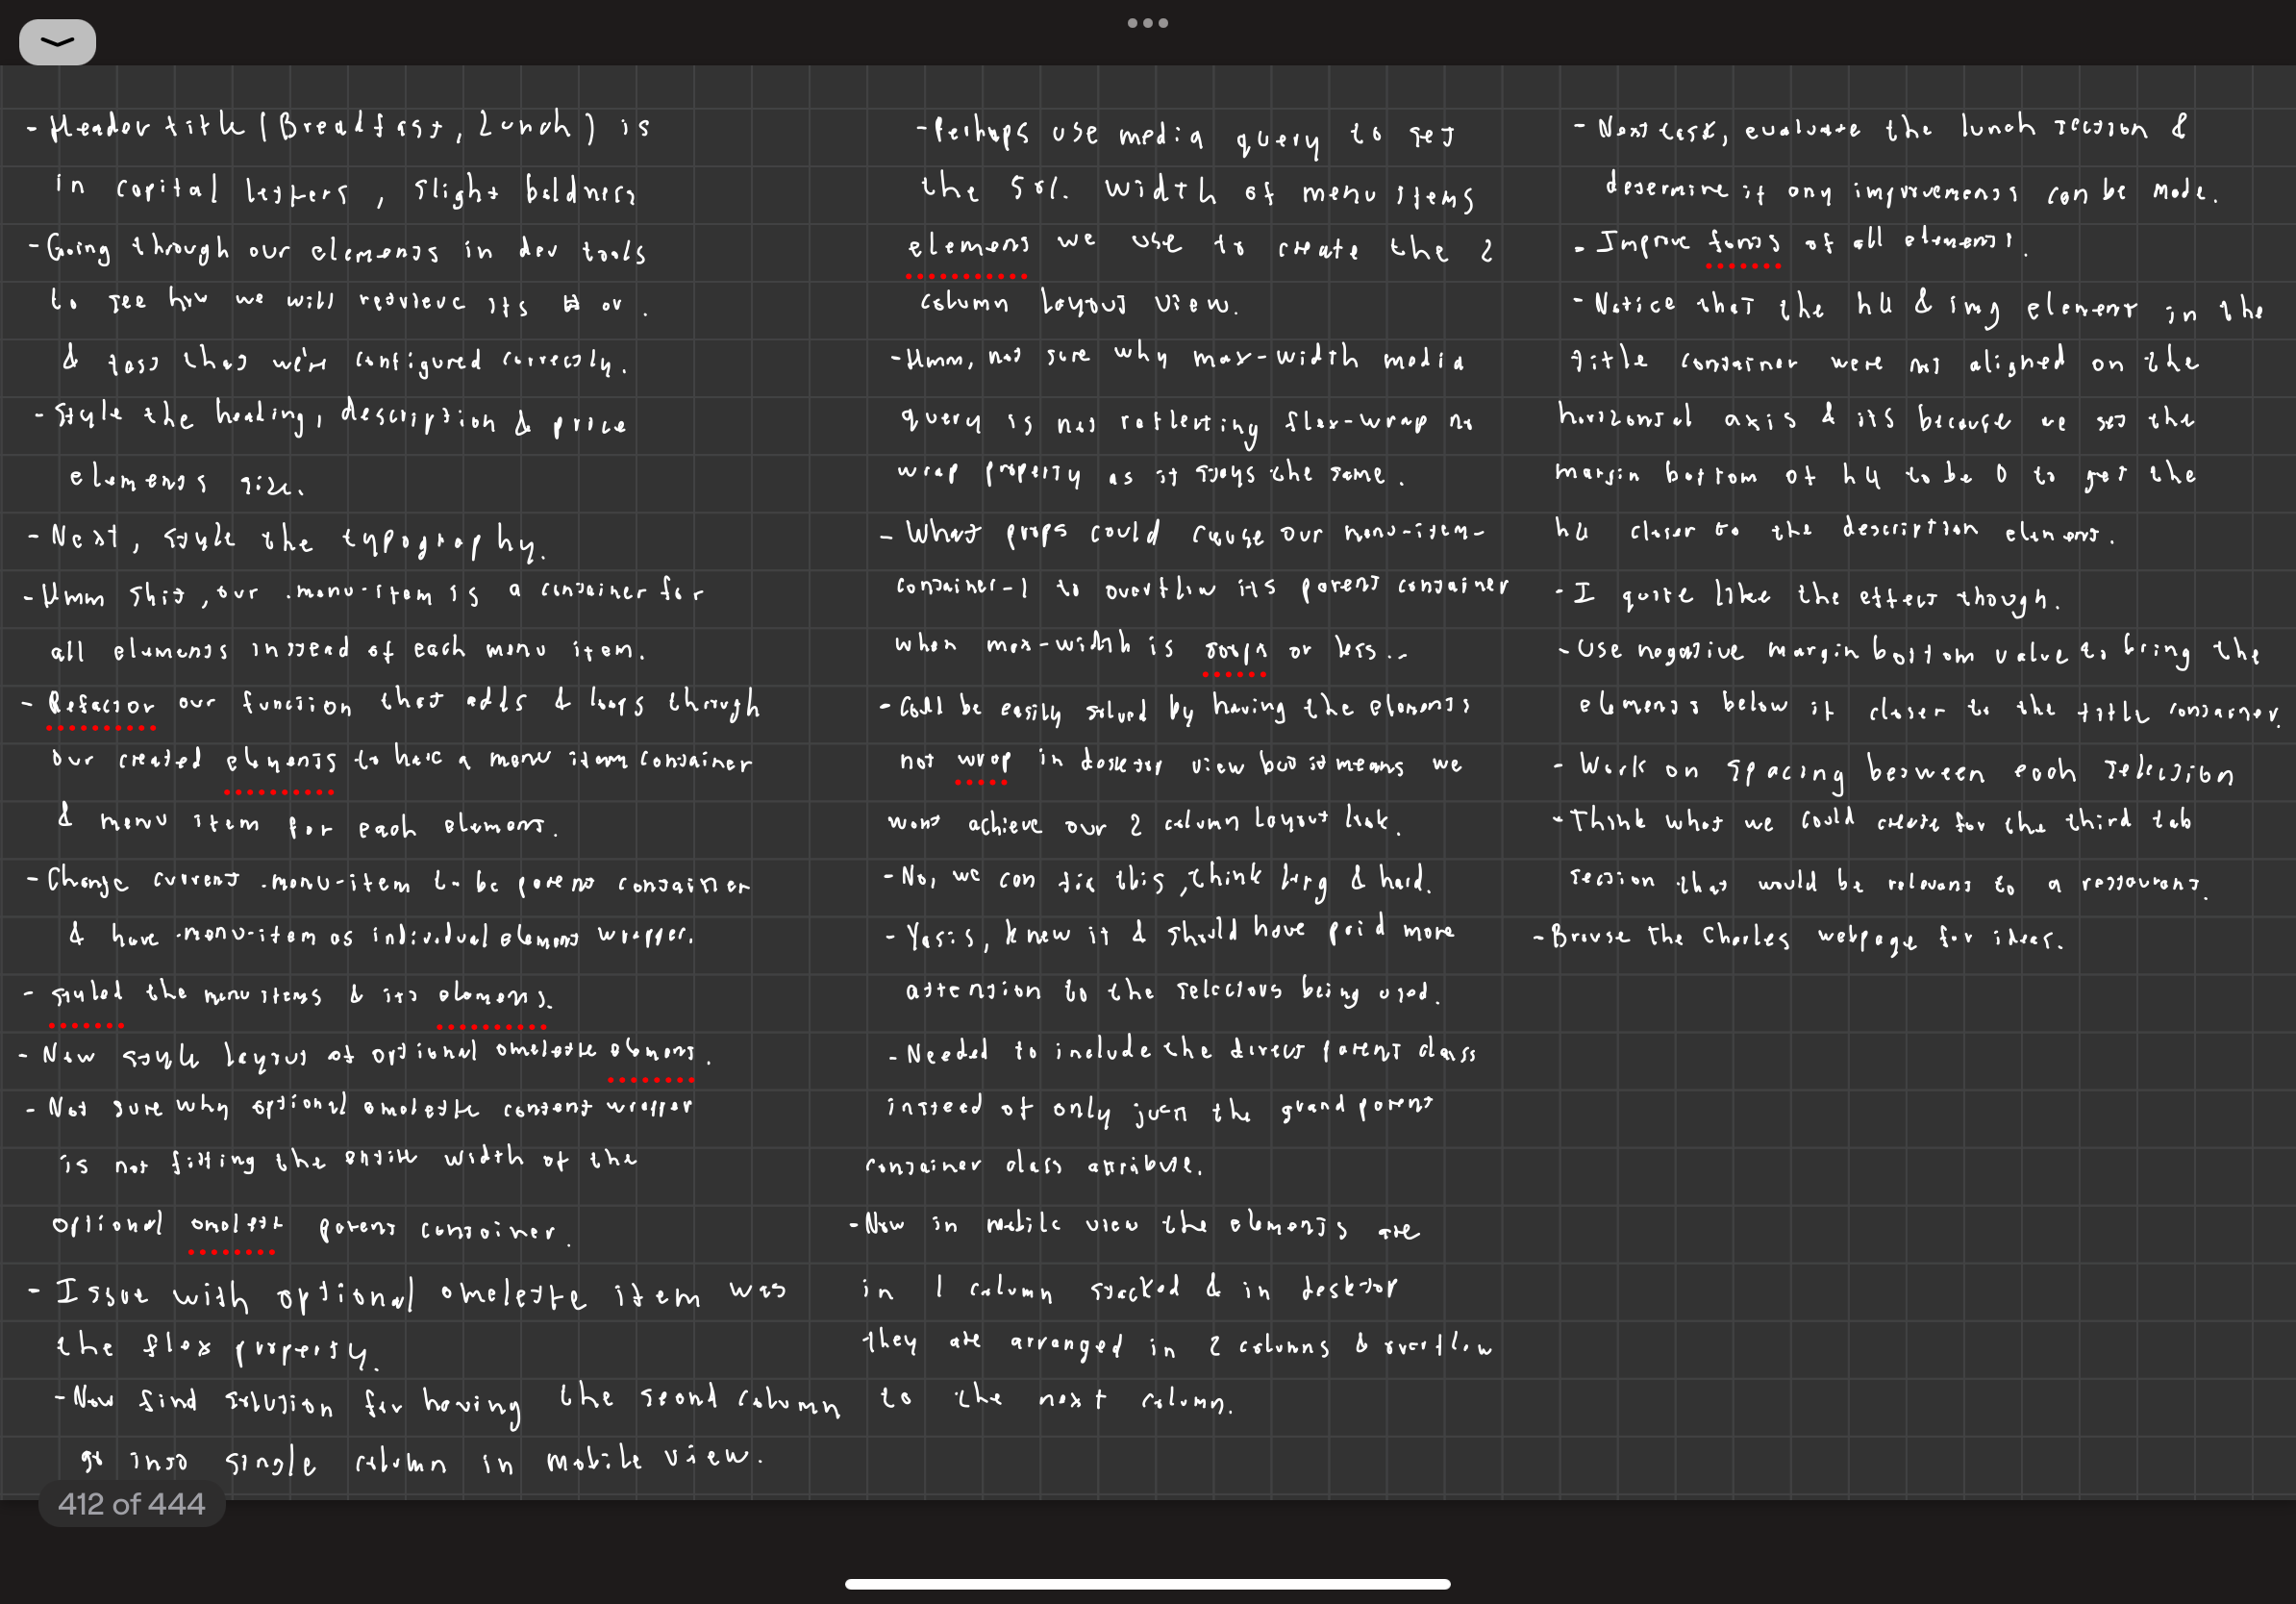 - Header title (Breakfast, Lunch) is
in capital letters, slight boldness
- Going through our elements in dev tools
to see how we will retrieve its or.
& test that we're configured correctly.
- Style the heading, description & price
elements size.
- Next, style the typography.
- Hmm shit, our .menu-item is a container for
all elements instead of each menu item.
- Refactor our function that adds & loops through
our created elements to have a menu item container
& menu item for each element.
- Change current .menu-item to be parent container
& have .menu-item as individual element wrapper.
- Styled the menu items & its elements.
- Now style layout of optional omelette element.
- Not sure why optional omelette content wrapper
is not fitting the entire width of the
optional omelette parent container.
- Issue with optional omelette item was
the flex property.
- Now find solution for having the second column
go into single column in mobile view.
- Perhaps use media query to set
the 50%. width of menu items
elements we use to create the 2
column layout view.
- Hmm, not sure why max-width media
query is not reflecting flex-wrap no
wrap property as it stays the same.
- What props could cause our menu-item-
container-1 to overflow its parent container
when max-width is or less..
- Could be easily solved by having the elements
not wrap in desktop view but it means we
wont achieve our 2 column layout look.
- No, we can fix this, think long & hard.
- Yasis, knew it & should have paid more
attention to the selectors being used.
- Needed to include the direct parent class
instead of only just the grand parent
container class attribute.
- Now in mobile view the elements are
in 1 column stacked & in desktop
they are arranged in 2 columns & overflow
to the next column.
- Next task, evaluate the lunch section &
determine if any improvements can be made.
- Improve fonts of all elements.
- Notice that the h4 & img element in the
title container were not aligned on the
horizontal axis & its because we set the
margin bottom of h4 to be 0 to get the
h4 closer to the description element.
- I quite like the effect though.
- Use negative margin bottom value to bring the
elements below it closer to the title container.
- Work on spacing between each selection
- Think what we could create for the third tab
section that would be relevant to a restaurant.
- Browse the Charles webpage for ideas.
412 of 444